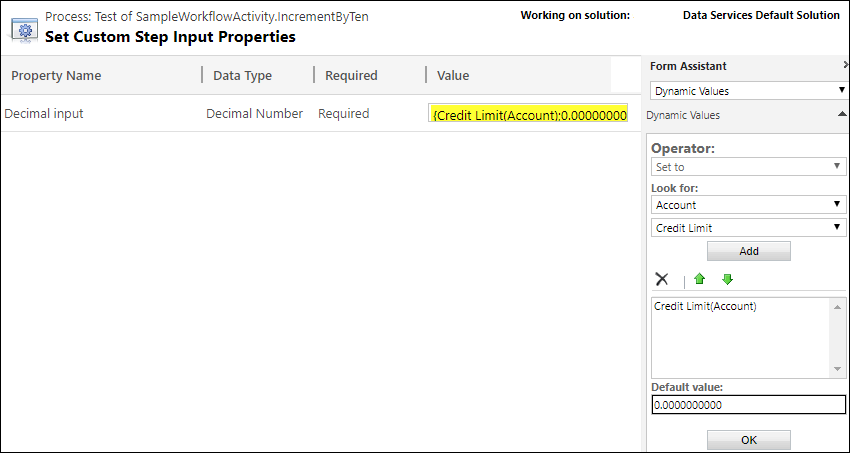 Process: Test of SampleWorkflowActivity.IncrementByTen
Working on solution: Data Services Default Solution
Set Custom Step Input Properties
Property Name Data Type Required Value
Decimal input Decimal Number Required {Credit Limit(Account);0.00000000
Form Assistant
Dynamic Values
Dynamic Values
Operator:
Set to
Look for:
Account
Credit Limit
Add
Credit Limit(Account)
Default value:
0.0000000000
OK